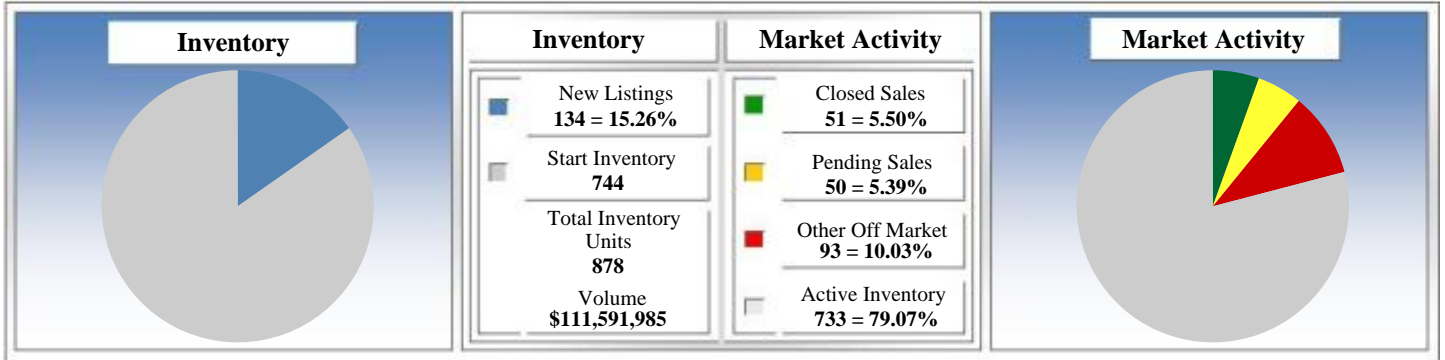 Inventory
Inventory
Market Activity
New Listings
134 = 15.26%
Start Inventory
744
Total Inventory
Units
878
Volume
$111,591,985
Closed Sales
51 = 5.50%
Pending Sales
50 = 5.39%
Other Off Market
93 = 10.03%
Active Inventory
733 = 79.07%
Market Activity